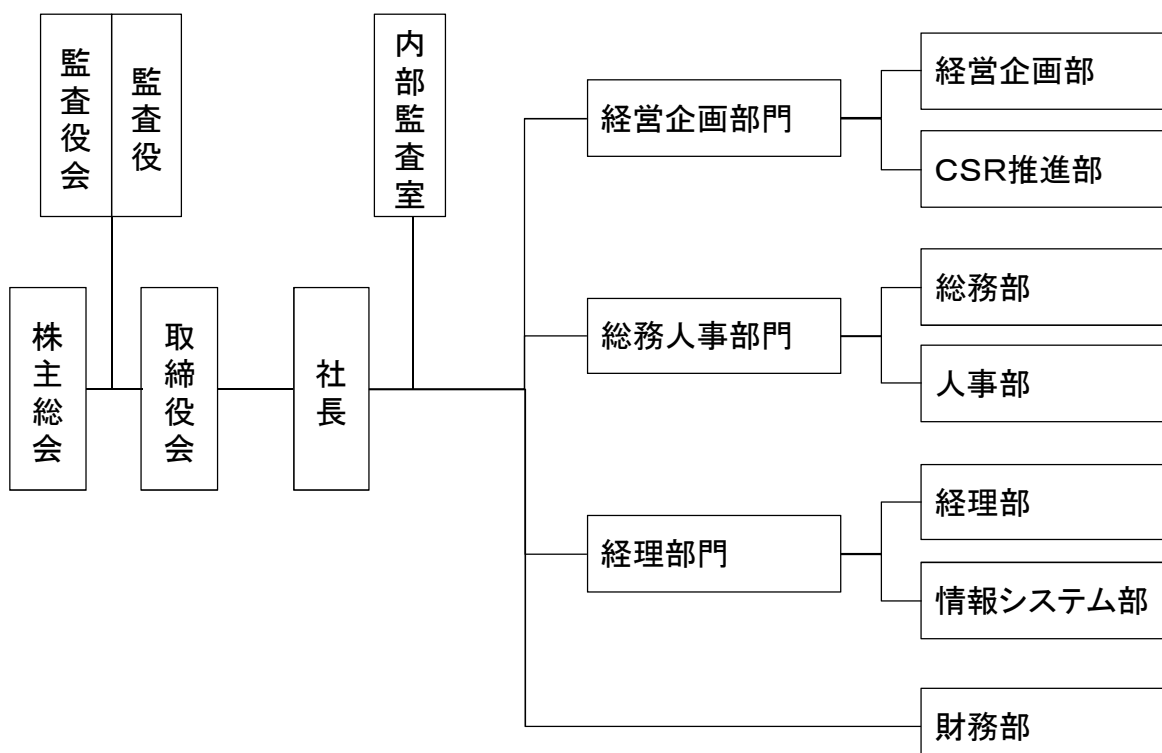 監査役会
監査役
内部監査室
株主総会
取締役会
社長
経営企画部門
経営企画部
CSR推進部
総務人事部門
総務部
人事部
経理部門
経理部
情報システム部
財務部